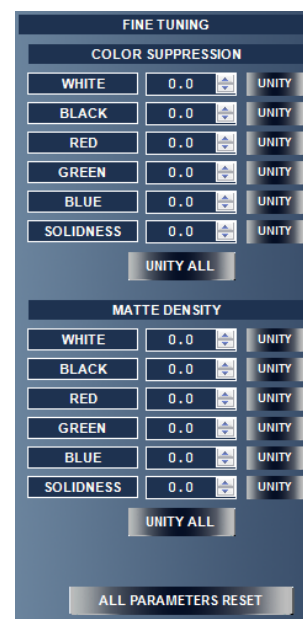 FINE TUNING
COLOR SUPPRESSION
WHITE 0.0 UNITY
BLACK 0.0 UNITY
RED 0.0 UNITY
GREEN 0.0 UNITY
BLUE 0.0 UNITY
SOLIDNESS 0.0 UNITY
UNITY ALL
MATTE DENSITY
WHITE 0.0 UNITY
BLACK 0.0 UNITY
RED 0.0 UNITY
GREEN 0.0 UNITY
BLUE 0.0 UNITY
SOLIDNESS 0.0 UNITY
UNITY ALL
ALL PARAMETERS RESET